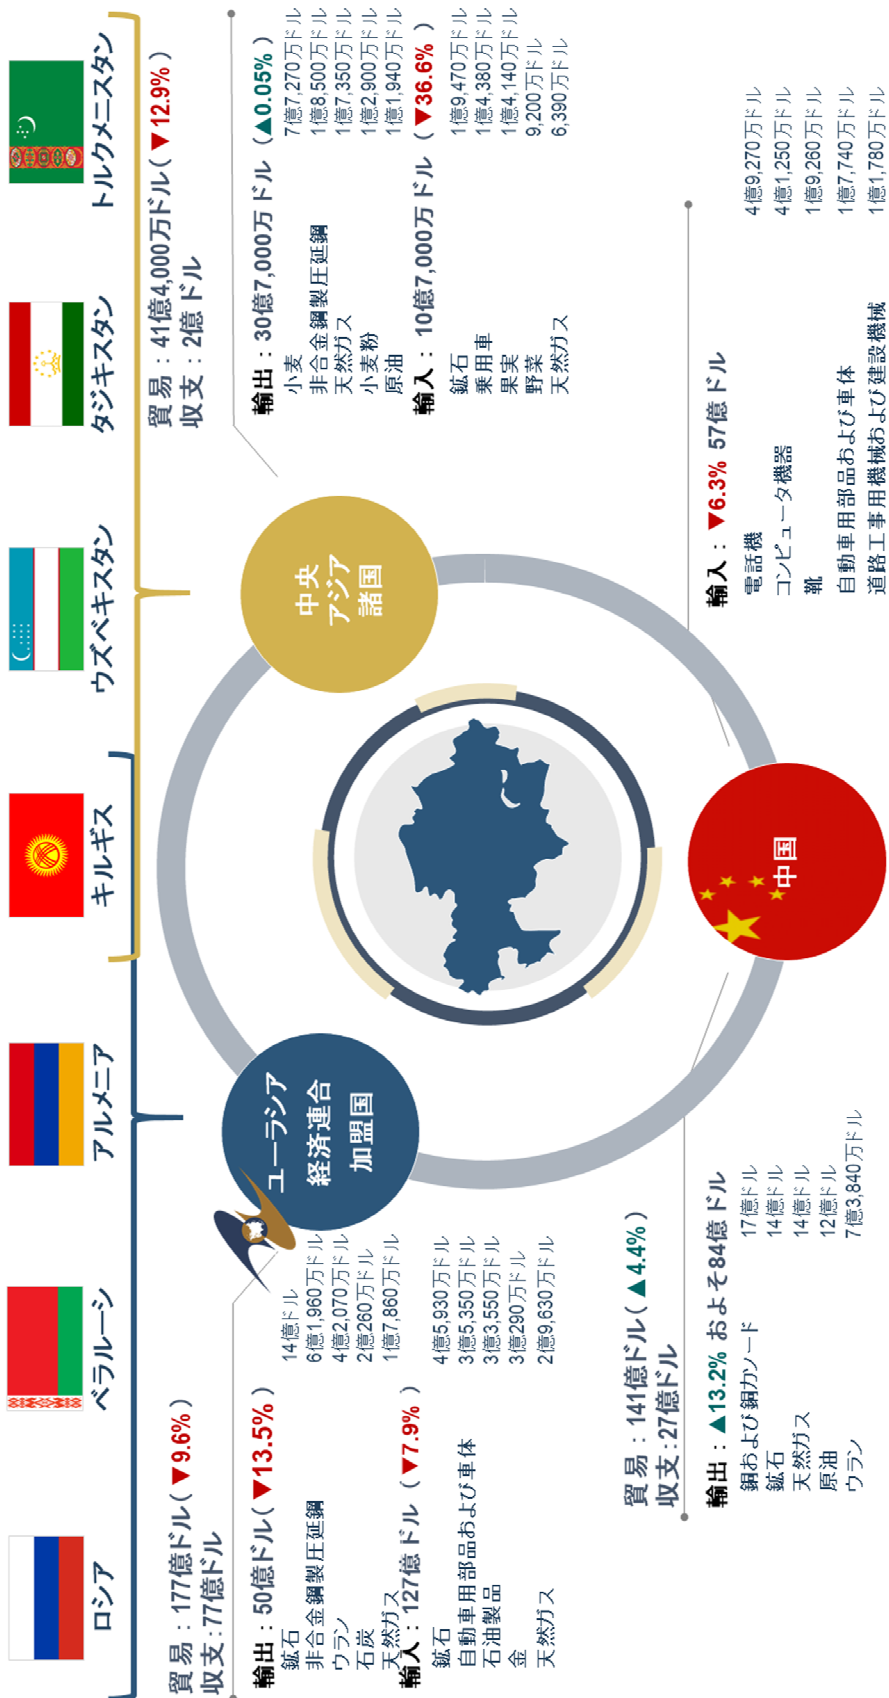 ロシア
ベラルーシ
アルメニア
キルギス
ウズベキスタン
タジキスタン
トルクメニスタン
貿易：177億ドル( ▼9.6% )
収支:77億ドル
輸出：50億ドル( ▼13.5% )
鉱石 14億ドル
非合金鋼製圧延鋼 6億1,960万ドル
ウラン 4億2,070万ドル
石炭 2億260万ドル
天然ガス 1億7,860万ドル
輸入：127億ドル ( ▼7.9% )
鉱石 4億5,930万ドル
自動車用部品および車体 3億5,350万ドル
石油製品 3億3,550万ドル
金 3億290万ドル
天然ガス 2億9,630万ドル
ユーラシア
経済連合
加盟国
中央
アジア
諸国
貿易：41億4,000万ドル( ▼12.9% )
収支：2億ドル
輸出：30億7,000万ドル (▲0.05% )
小麦 7億7,270万ドル
非合金鋼製圧延鋼 1億8,500万ドル
天然ガス 1億7,350万ドル
小麦粉 1億2,900万ドル
原油 1億1,940万ドル
輸入：10億7,000万ドル ( ▼36.6% )
鉱石 1億9,470万ドル
乗用車 1億4,380万ドル
果実 1億4,140万ドル
野菜 9,200万ドル
天然ガス 6,390万ドル
中国
貿易：141億ドル( ▲4.4% )
収支:27億ドル
輸出：▲13.2% およそ84億ドル
銅および銅カソード 17億ドル
鉱石 14億ドル
天然ガス 14億ドル
原油 12億ドル
ウラン 7億3,840万ドル
輸入：▼6.3% 57億ドル
電話機 4億9,270万ドル
コンピュータ機器 4億1,250万ドル
靴 1億9,260万ドル
自動車用部品および車体 1億7,740万ドル
道路工事用機械および建設機械 1億1,780万ドル